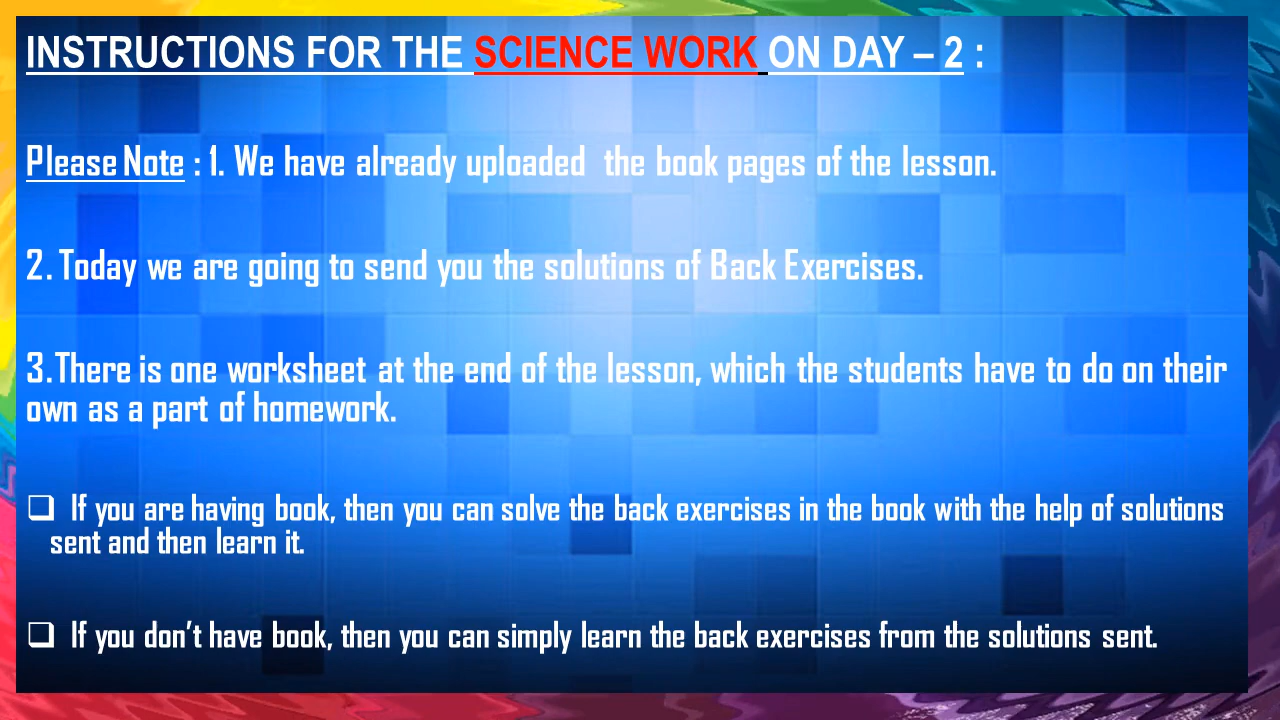 INSTRUCTIONS FOR THE SCIENCE WORK ON DAY – 2 :
Please Note : 1. We have already uploaded the book pages of the lesson.
2. Today we are going to send you the solutions of Back Exercises.
3.There is one worksheet at the end of the lesson, which the students have to do on their
own as a part of homework.
❑ If you are having book, then you can solve the back exercises in the book with the help of solutions
sent and then learn it.
❑ If you don’t have book, then you can simply learn the back exercises from the solutions sent.